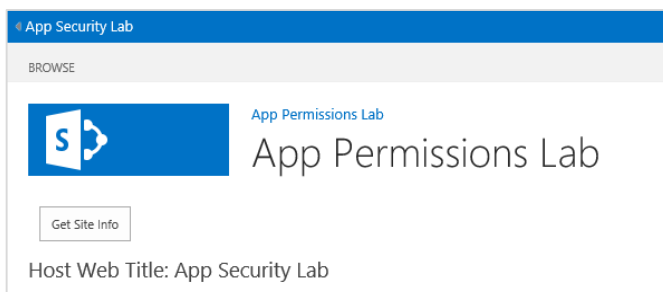 App Security Lab
BROWSE
S
App Permissions Lab
App Permissions Lab
Get Site Info
Host Web Title: App Security Lab